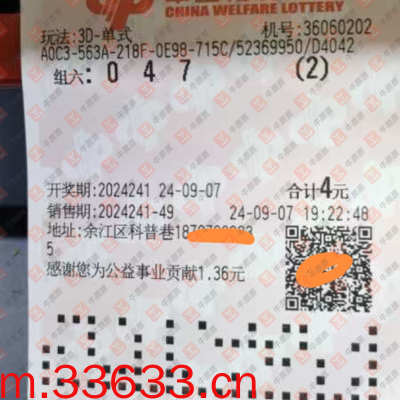 CHINA WELFARE LOTTERY
玩法:3D-单式 机号:36060202
A0C3-563A-218F-0E98-715C/52369950/D4042
组六: 0 4 7 (2)
开奖期:2024241 24-09-07 合计4元
销售期:2024241-49 24-09-07 19:22:48
地址:余江区科普巷
5
感谢您为公益事业贡献1.36元
m.33633.cn